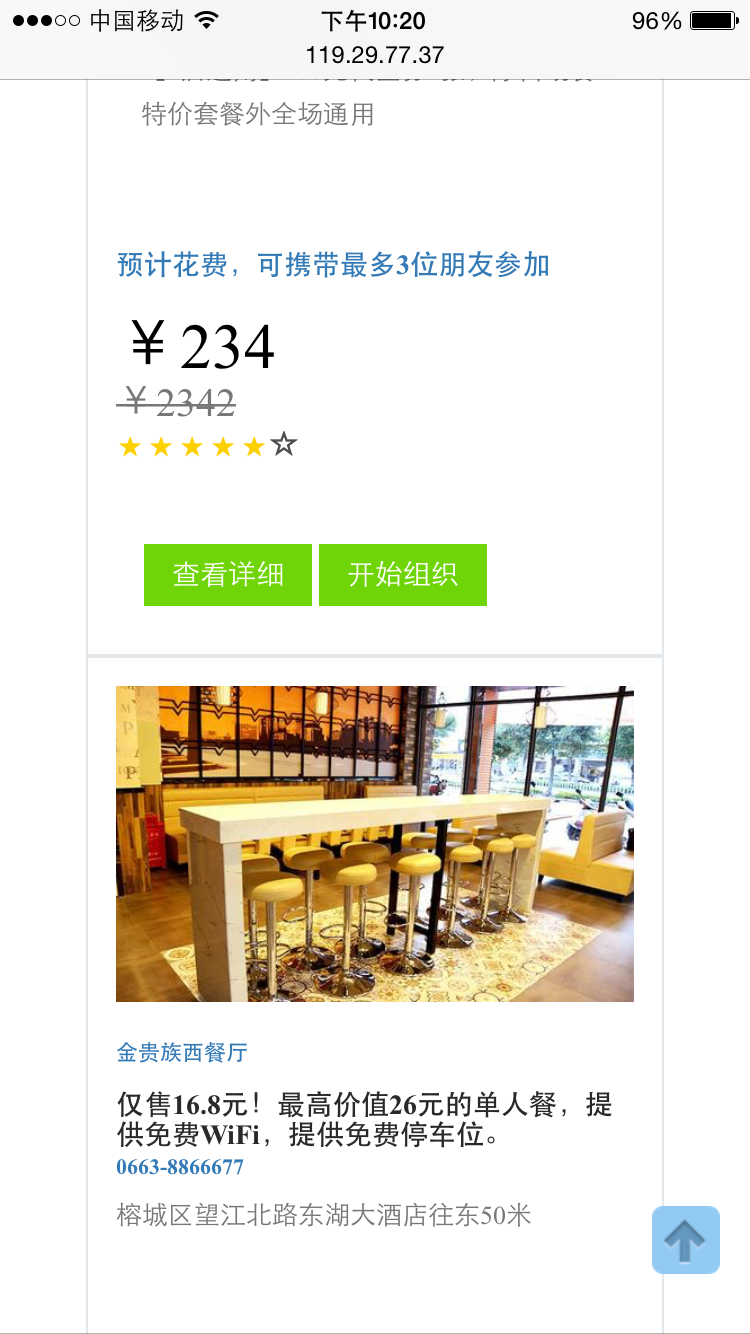 中国移动 下午10:20 96%
119.29.77.37
特价套餐外全场通用
预计花费，可携带最多3位朋友参加
￥234
￥2342
查看详细 开始组织
金贵族西餐厅
仅售16.8元！最高价值26元的单人餐，提
供免费WiFi，提供免费停车位。
0663-8866677
榕城区望江北路东湖大酒店往东50米